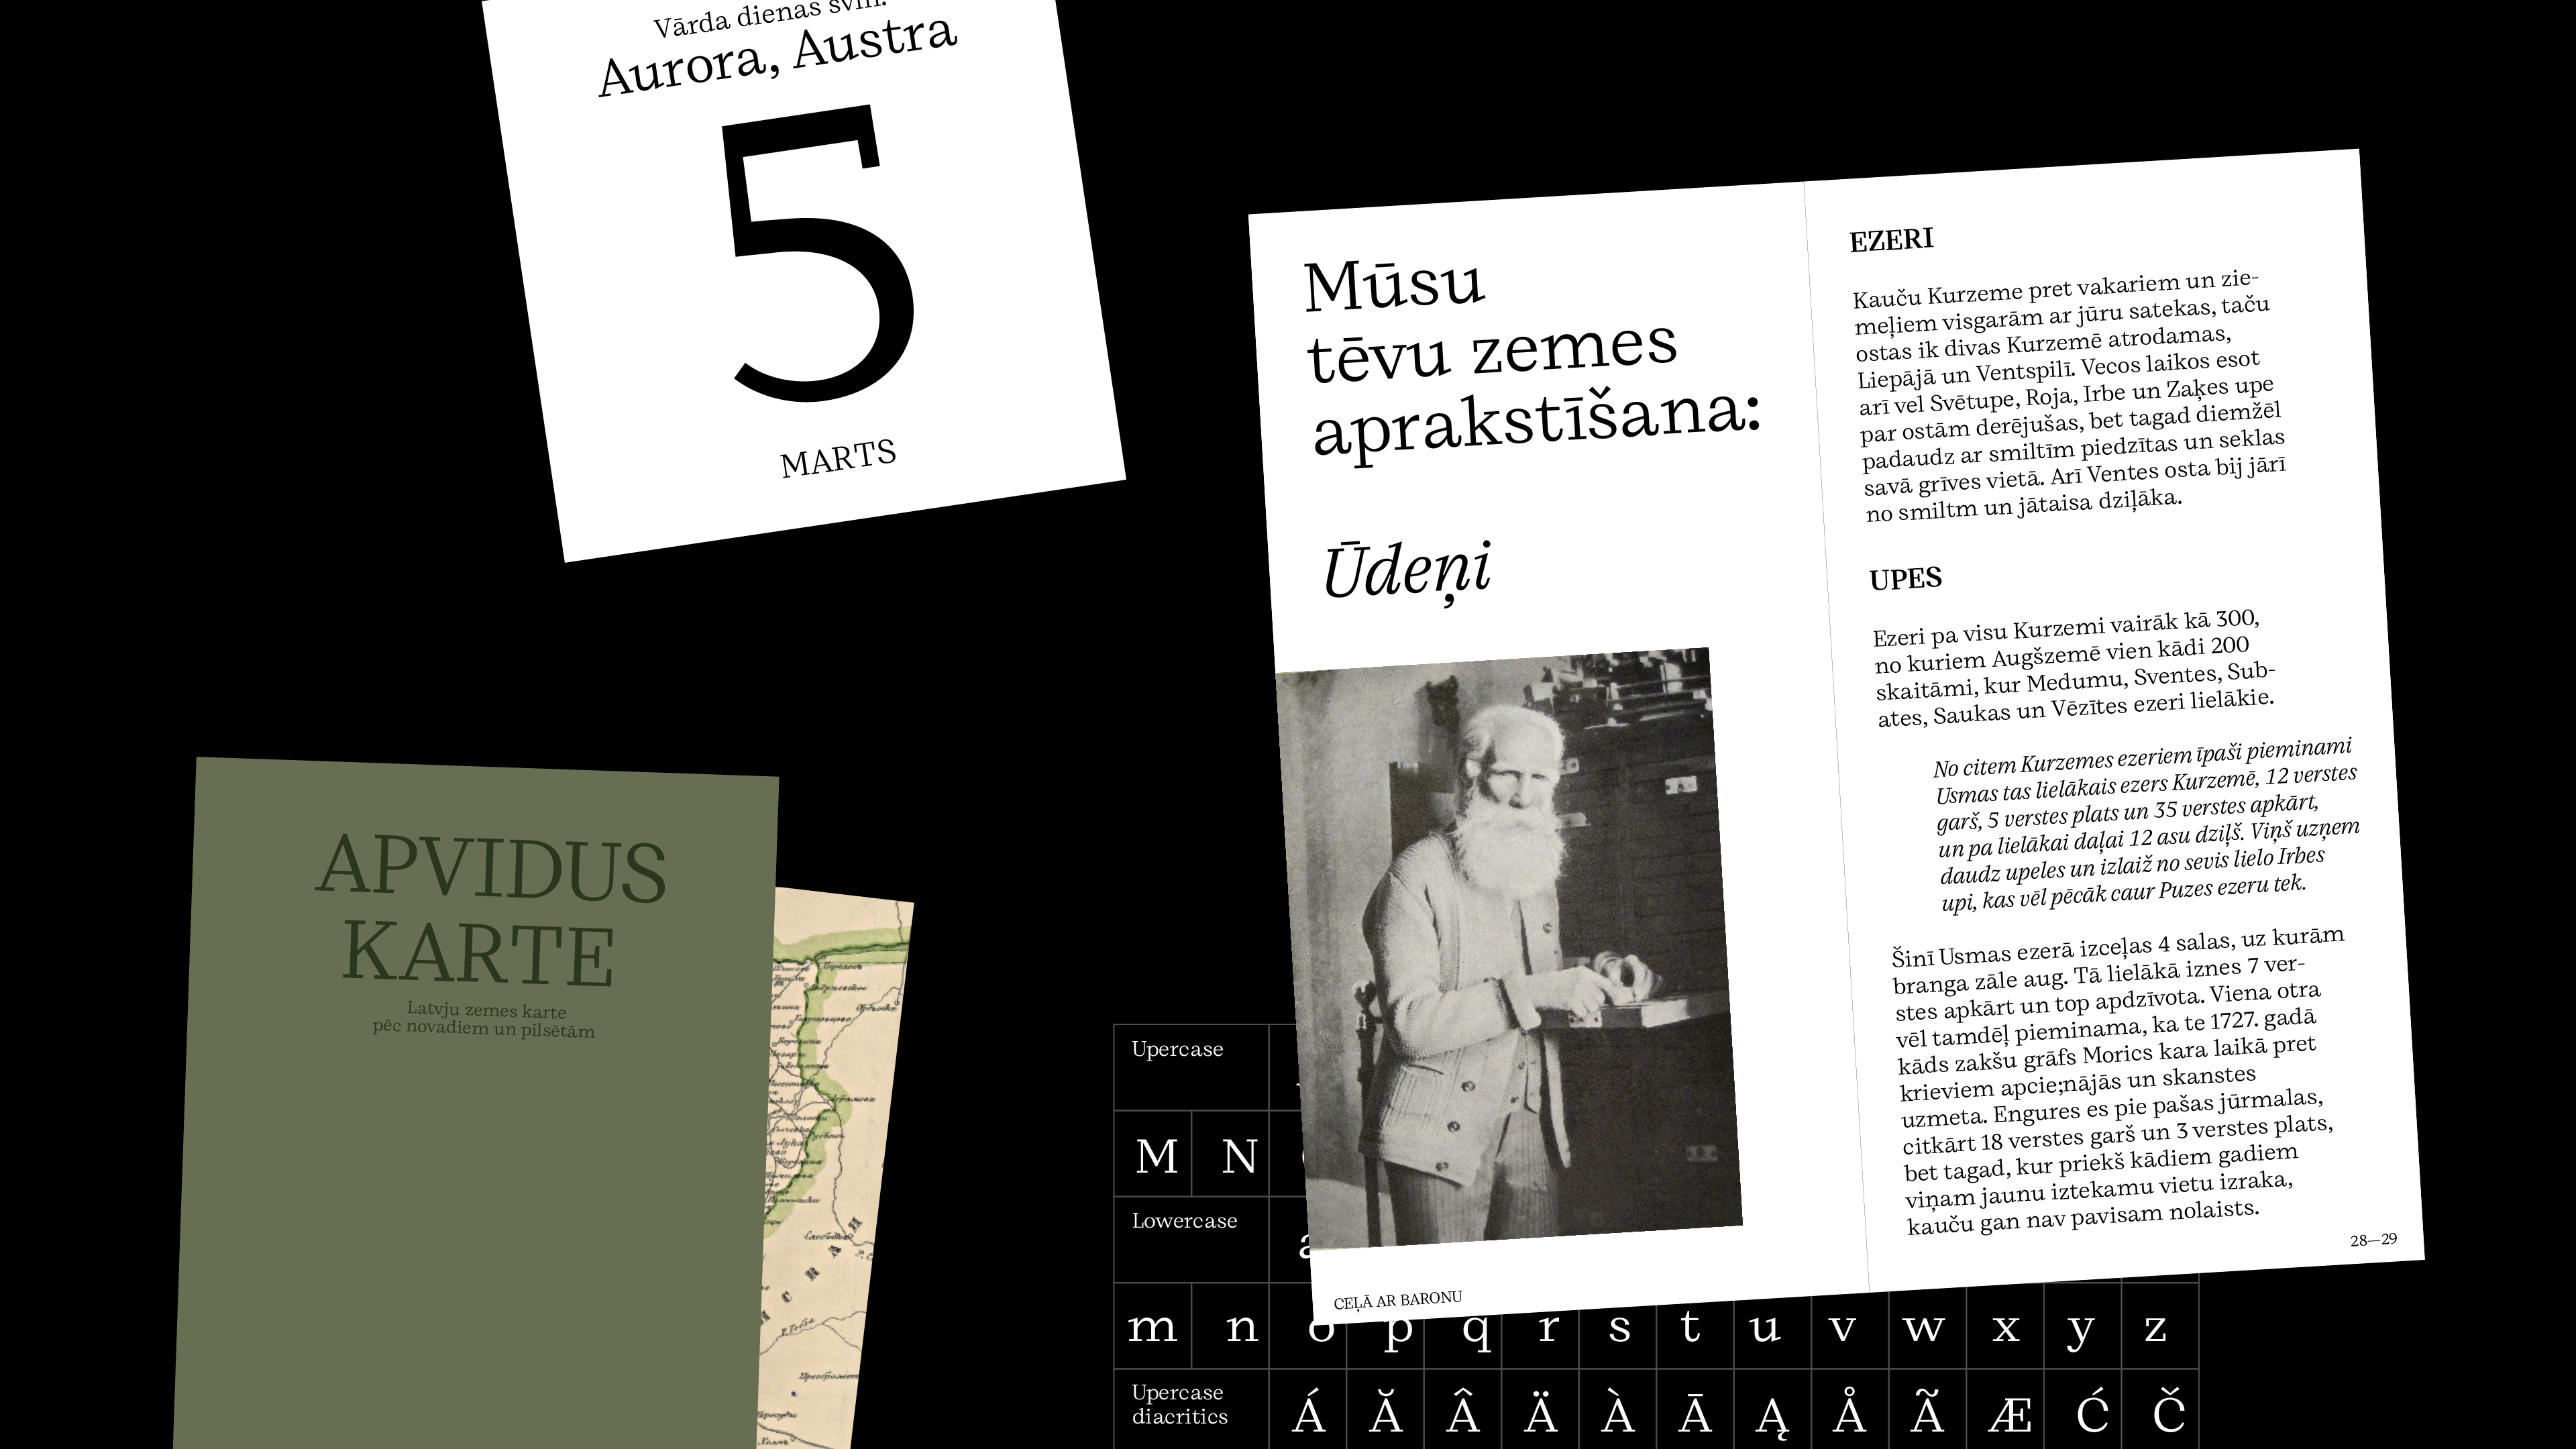 Vārda dienas svin:
Aurora, Austra
5
MARTS
Mūsu
tēvu zemes
aprakstīšana:
Ūdeņi
CEĻĀ AR BARONU
EZERI
Kauču Kurzeme pret vakariem un zie-
meļiem visgarām ar jūru satekas, taču
ostas ik divas Kurzemē atrodamas,
Liepājā un Ventspilī. Vecos laikos esot
arī vel Svētupe, Roja, Irbe un Zaķes upe
par ostām derējušas, bet tagad diemžēl
padaudz ar smiltīm piedzītas un seklas
savā grīves vietā. Arī Ventes osta bij jārī
no smiltm un jātaisa dziļāka.
UPES
Ezeri pa visu Kurzemi vairāk kā 300,
no kuriem Augšzemē vien kādi 200
skaitāmi, kur Medumu, Sventes, Sub-
ates, Saukas un Vēzītes ezeri lielākie.
No citem Kurzemes ezeriem īpaši pieminami
Usmas tas lielākais ezers Kurzemē, 12 verstes
garš, 5 verstes plats un 35 verstes apkārt,
un pa lielākai daļai 12 asu dziļš. Viņš uzņem
daudz upeles un izlaiž no sevis lielo Irbes
upi, kas vēl pēcāk caur Puzes ezeru tek.
Šinī Usmas ezerā izceļas 4 salas, uz kurām
branga zāle aug. Tā lielākā iznes 7 ver-
stes apkārt un top apdzīvota. Viena otra
vēl tamdēļ pieminama, ka te 1727. gadā
kāds zakšu grāfs Morics kara laikā pret
krieviem apcie;nājās un skanstes
uzmeta. Engures es pie pašas jūrmalas,
citkārt 18 verstes garš un 3 verstes plats,
bet tagad, kur priekš kādiem gadiem
viņam jaunu iztekamu vietu izraka,
kauču gan nav pavisam nolaists.
28—29
APVIDUS
KARTE
Latvju zemes karte
pēc novadiem un pilsētām
Upercase
M N
Lowercase
a
m n o p q r s t u v w x y z
Upercase
diacritics
Á Ă Â Ä À Ā Ą Å Ã Æ Ć Č